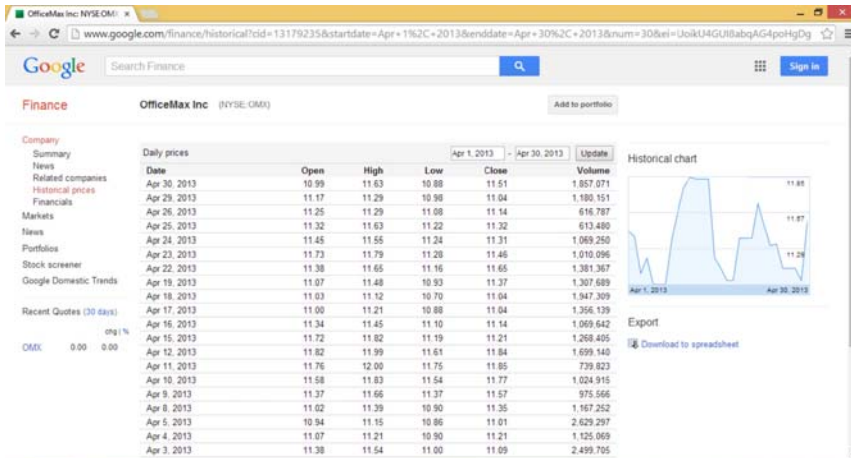 OfficeMax Inc: NYSE:OM
www.google.com/finance/historical?cid=13179235&startdate=Apr+1%2C+2013&enddate=Apr+30%2C+2013&num=30&ei=UoikU4GUI8abqAG4poHgDg
Google Search Finance Sign in
Finance OfficeMax Inc (NYSE:OMX) Add to portfolio
Company
Summary
News
Related companies
Historical prices
Financials
Markets
News
Portfolios
Stock screener
Google Domestic Trends
Recent Quotes (30 days)
chg | %
OMX 0.00 0.00
Daily prices Apr 1, 2013 - Apr 30, 2013 Update
Date Open High Low Close Volume
Apr 30, 2013 10.99 11.63 10.88 11.51 1,857,071
Apr 29, 2013 11.17 11.29 10.98 11.04 1,180,151
Apr 26, 2013 11.25 11.29 11.08 11.14 616,787
Apr 25, 2013 11.32 11.63 11.22 11.32 613,480
Apr 24, 2013 11.45 11.55 11.24 11.31 1,069,250
Apr 23, 2013 11.73 11.79 11.28 11.46 1,010,096
Apr 22, 2013 11.38 11.65 11.16 11.65 1,381,367
Apr 19, 2013 11.07 11.48 10.93 11.37 1,307,689
Apr 18, 2013 11.03 11.12 10.70 11.04 1,947,309
Apr 17, 2013 11.00 11.21 10.88 11.04 1,356,139
Apr 16, 2013 11.34 11.45 11.10 11.14 1,069,642
Apr 15, 2013 11.72 11.82 11.19 11.21 1,268,405
Apr 12, 2013 11.82 11.99 11.61 11.84 1,699,140
Apr 11, 2013 11.76 12.00 11.75 11.85 739,823
Apr 10, 2013 11.58 11.83 11.54 11.77 1,024,915
Apr 9, 2013 11.37 11.66 11.37 11.57 975,566
Apr 8, 2013 11.02 11.39 10.90 11.35 1,167,252
Apr 5, 2013 10.94 11.15 10.86 11.01 2,629,297
Apr 4, 2013 11.07 11.21 10.90 11.21 1,125,069
Apr 3, 2013 11.38 11.54 11.00 11.09 2,499,705
Historical chart
11.85
11.57
11.29
Apr 1, 2013 Apr 30, 2013
Export
Download to spreadsheet